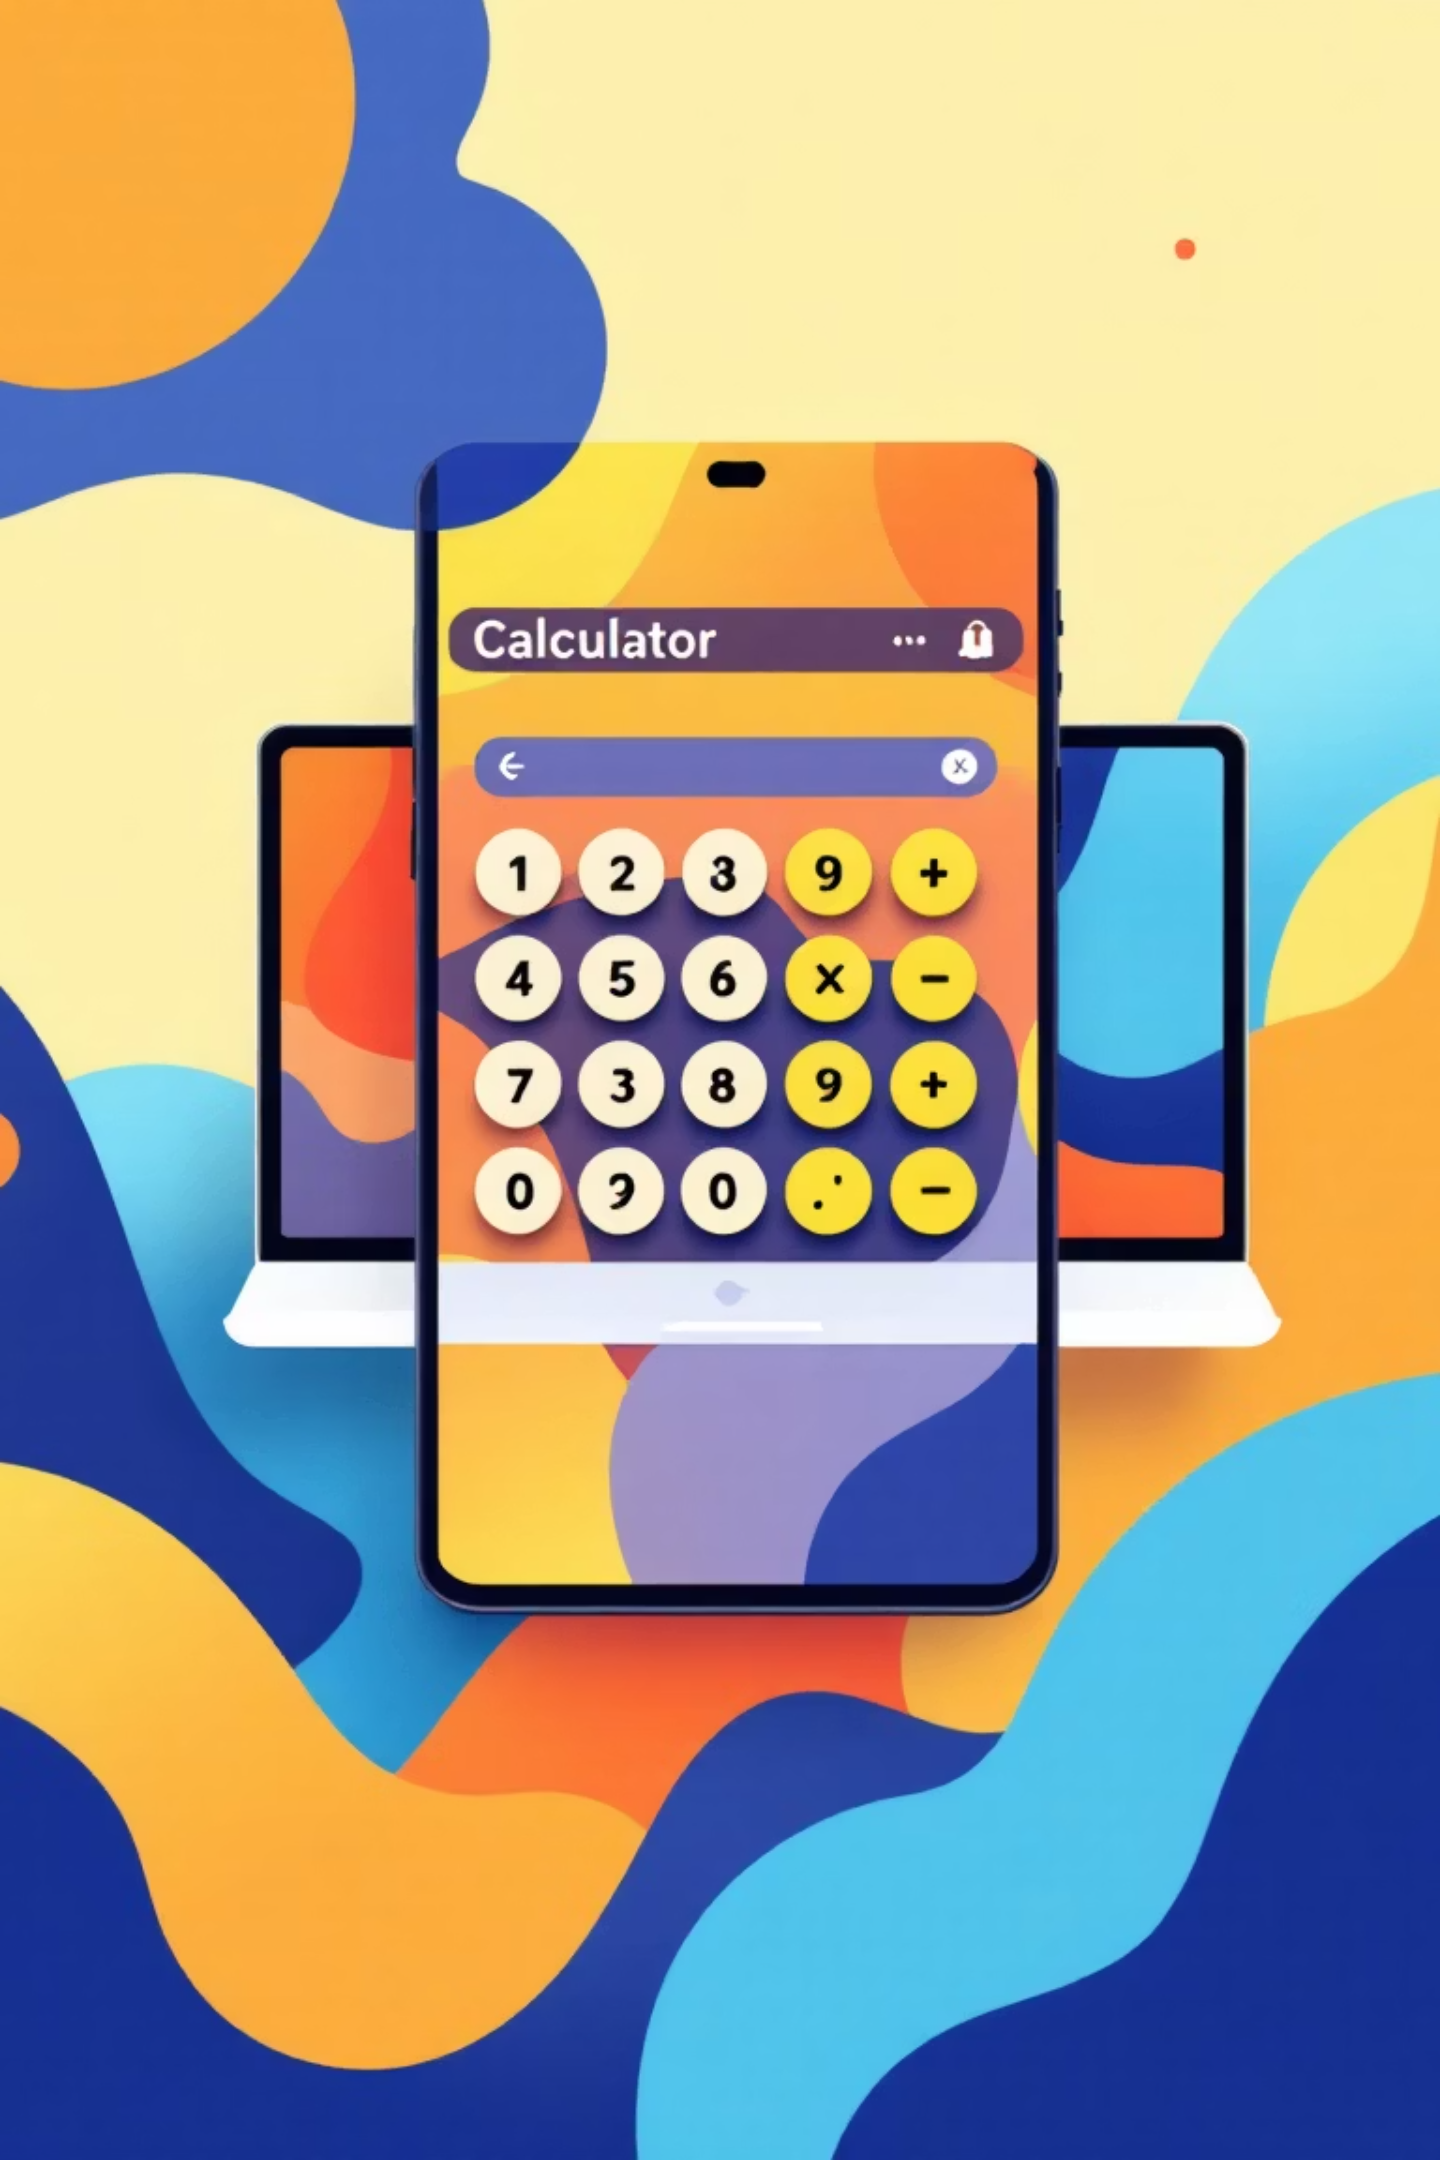 Calculator ...
x
1 2 3 9 +
4 5 6 x −
7 3 8 9 +
0 0 −